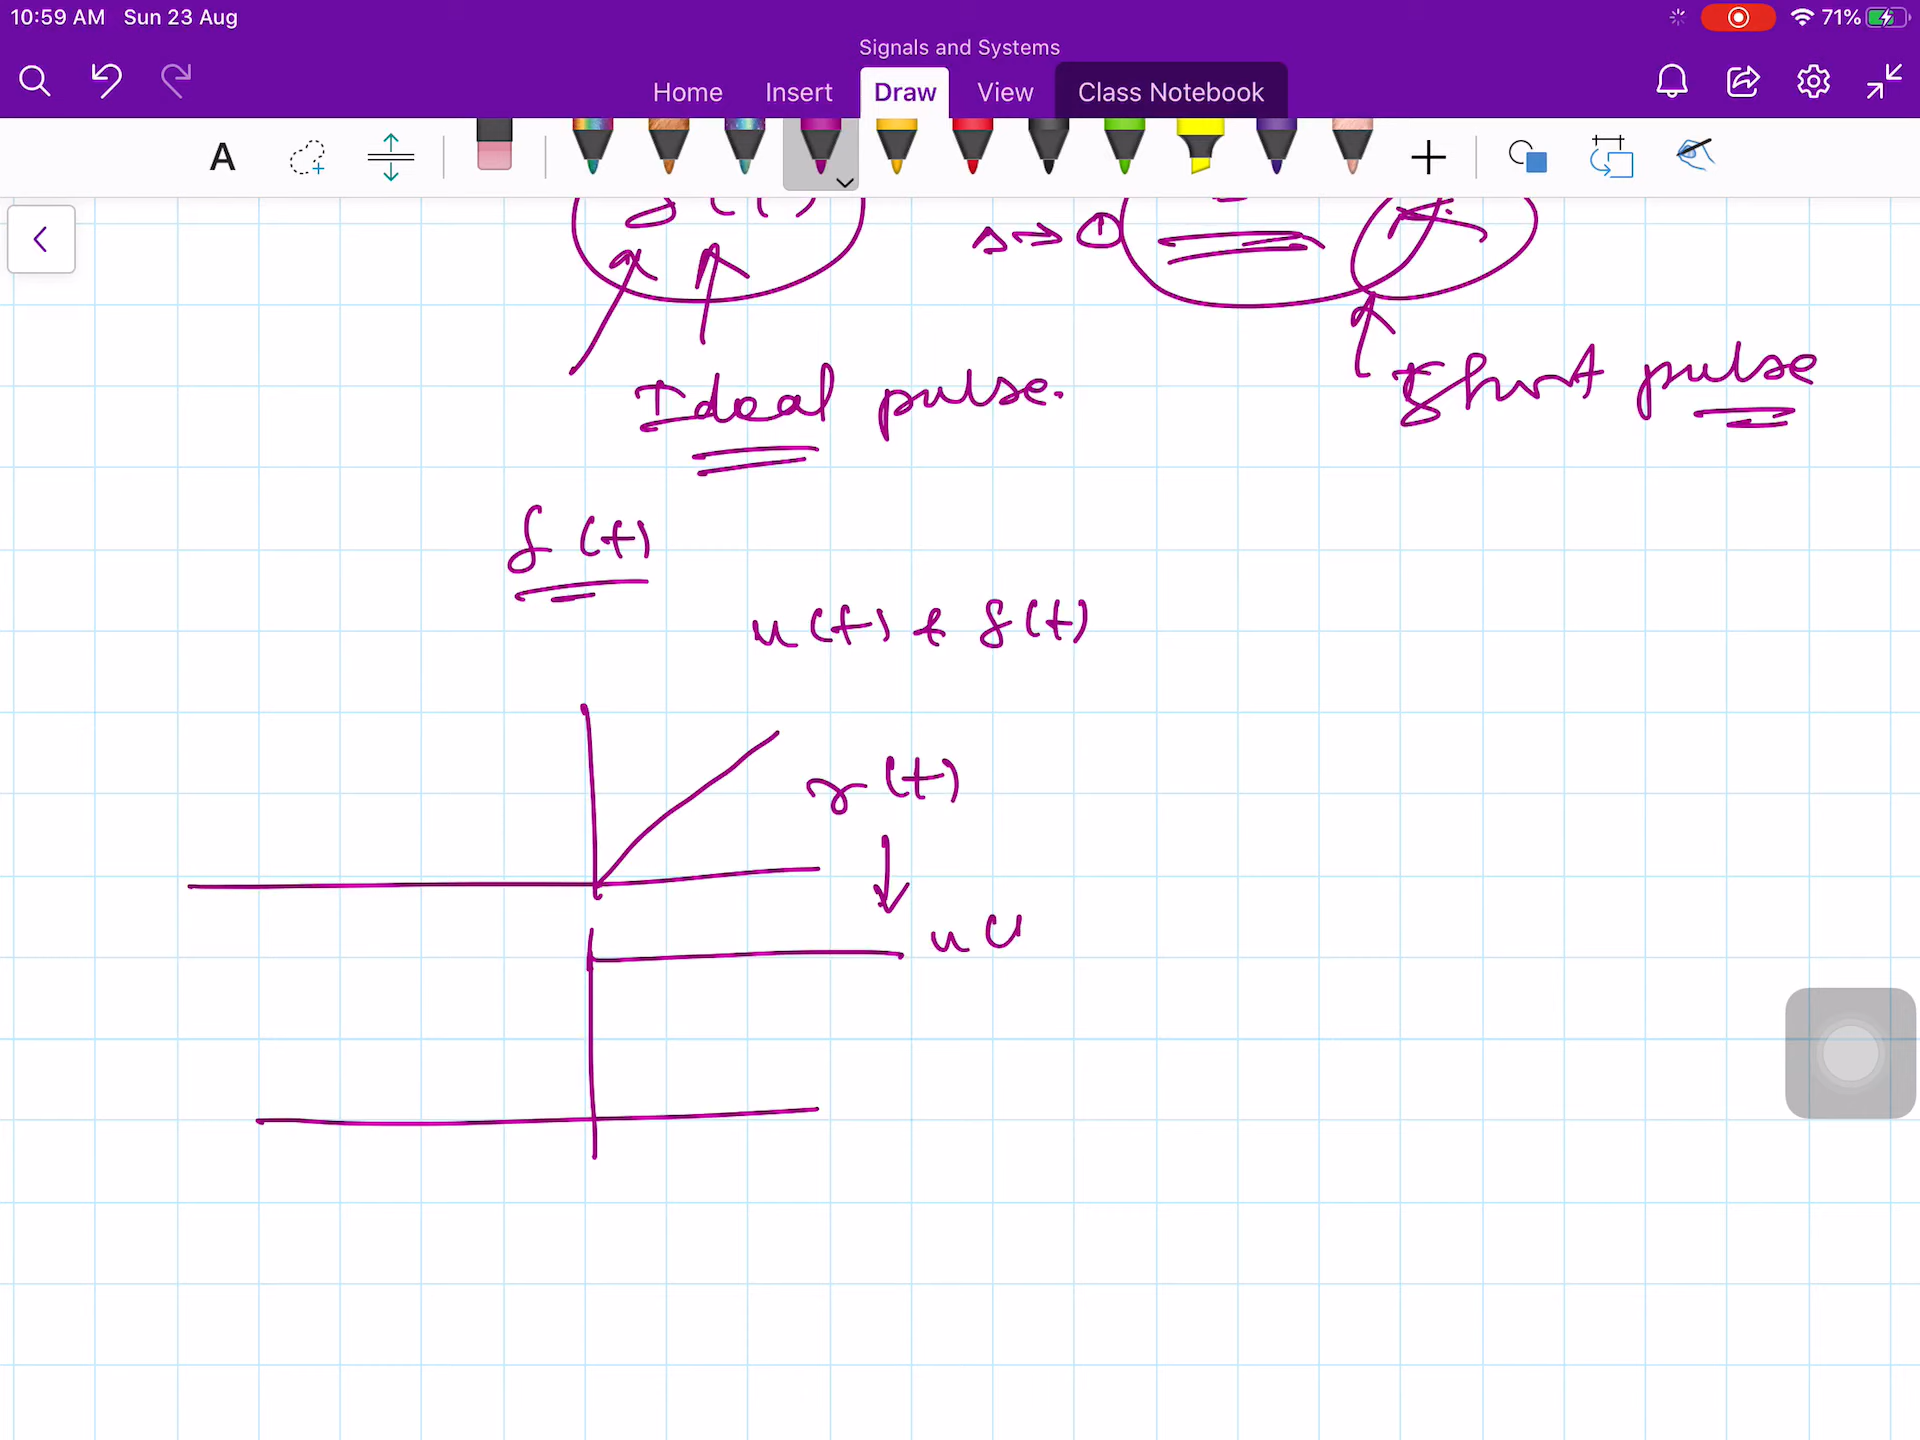 10:59 AM Sun 23 Aug 71%
Signals and Systems
Home Insert Draw View Class Notebook
A
Ideal pulse.
Short pulse
δ(t)
u(t) & δ(t)
r(t)
u(